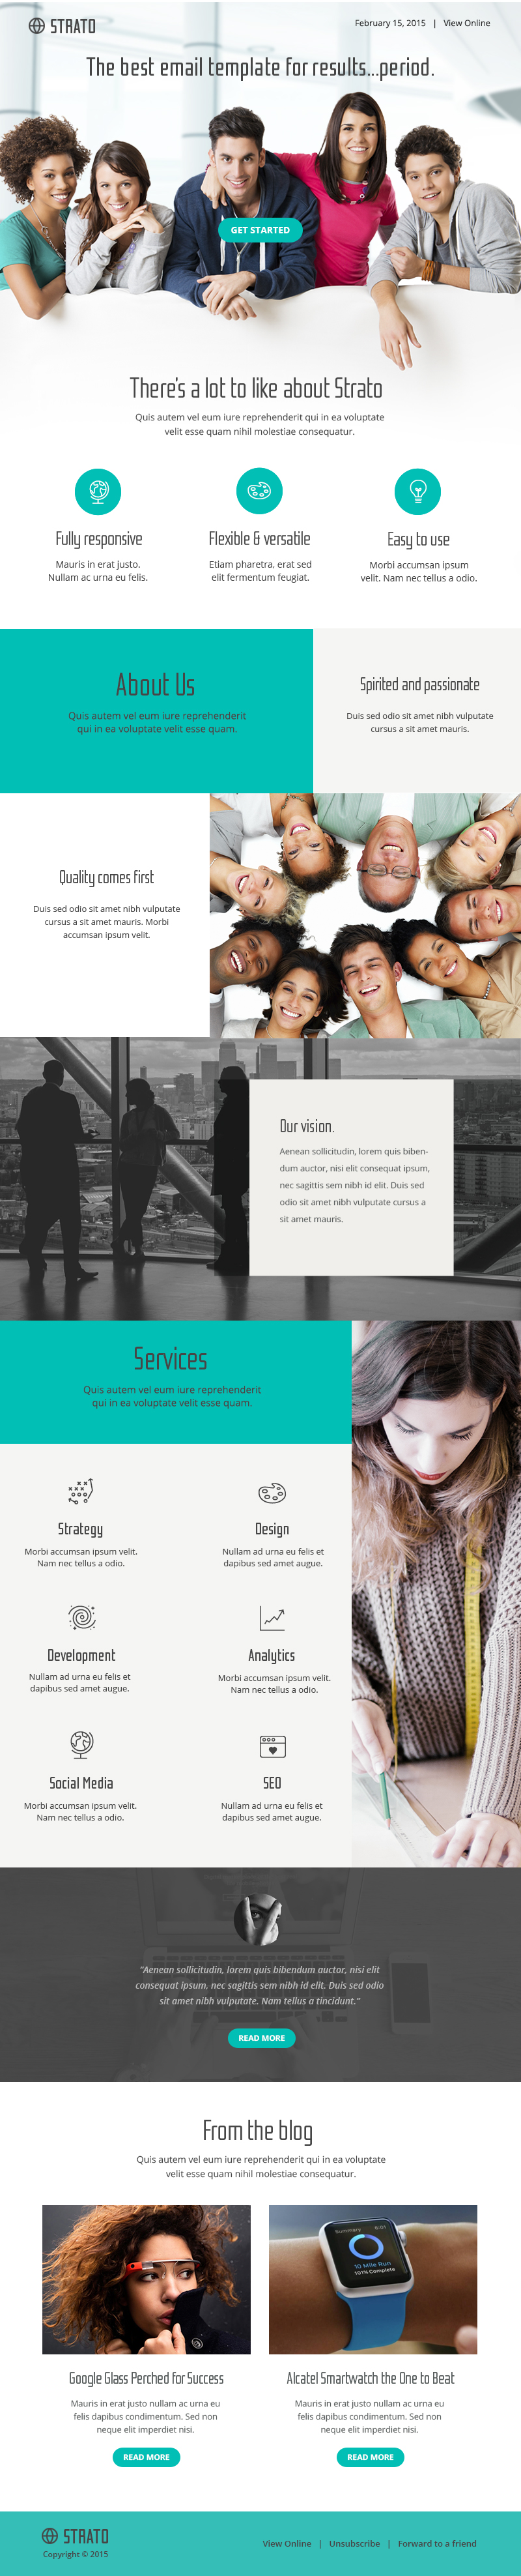 STRATO
February 15, 2015 | View Online
The best email template for results...period.
GET STARTED
There's a lot to like about Strato
Quis autem vel eum iure reprehenderit qui in ea voluptate
velit esse quam nihil molestiae consequatur.
Fully responsive
Mauris in erat justo.
Nullam ac urna eu felis.
Flexible & versatile
Etiam pharetra, erat sed
elit fermentum feugiat.
Easy to use
Morbi accumsan ipsum
velit. Nam nec tellus a odio.
About Us
Quis autem vel eum iure reprehenderit
qui in ea voluptate velit esse quam.
Spirited and passionate
Duis sed odio sit amet nibh vulputate
cursus a sit amet mauris.
Quality comes first
Duis sed odio sit amet nibh vulputate
cursus a sit amet mauris. Morbi
accumsan ipsum velit.
Our vision.
Aenean sollicitudin, lorem quis biben-
dum auctor, nisi elit consequat ipsum,
nec sagittis sem nibh id elit. Duis sed
odio sit amet nibh vulputate cursus a
sit amet mauris.
Services
Quis autem vel eum iure reprehenderit
qui in ea voluptate velit esse quam.
Strategy
Morbi accumsan ipsum velit.
Nam nec tellus a odio.
Design
Nullam ad urna eu felis et
dapibus sed amet augue.
Development
Nullam ad urna eu felis et
dapibus sed amet augue.
Analytics
Morbi accumsan ipsum velit.
Nam nec tellus a odio.
Social Media
Morbi accumsan ipsum velit.
Nam nec tellus a odio.
SEO
Nullam ad urna eu felis et
dapibus sed amet augue.
"Aenean sollicitudin, lorem quis bibendum auctor, nisi elit
consequat ipsum, nec sagittis sem nibh id elit. Duis sed odio
sit amet nibh vulputate. Nam tellus a tincidunt."
READ MORE
From the blog
Quis autem vel eum iure reprehenderit qui in ea voluptate
velit esse quam nihil molestiae consequatur.
Summary 6:01
10 Mile Run
101% Complete
Google Glass Perched for Success
Mauris in erat justo nullam ac urna eu
felis dapibus condimentum. Sed non
neque elit imperdiet nisi.
READ MORE
Alcatel Smartwatch the One to Beat
Mauris in erat justo nullam ac urna eu
felis dapibus condimentum. Sed non
neque elit imperdiet nisi.
READ MORE
STRATO
Copyright © 2015
View Online | Unsubscribe | Forward to a friend